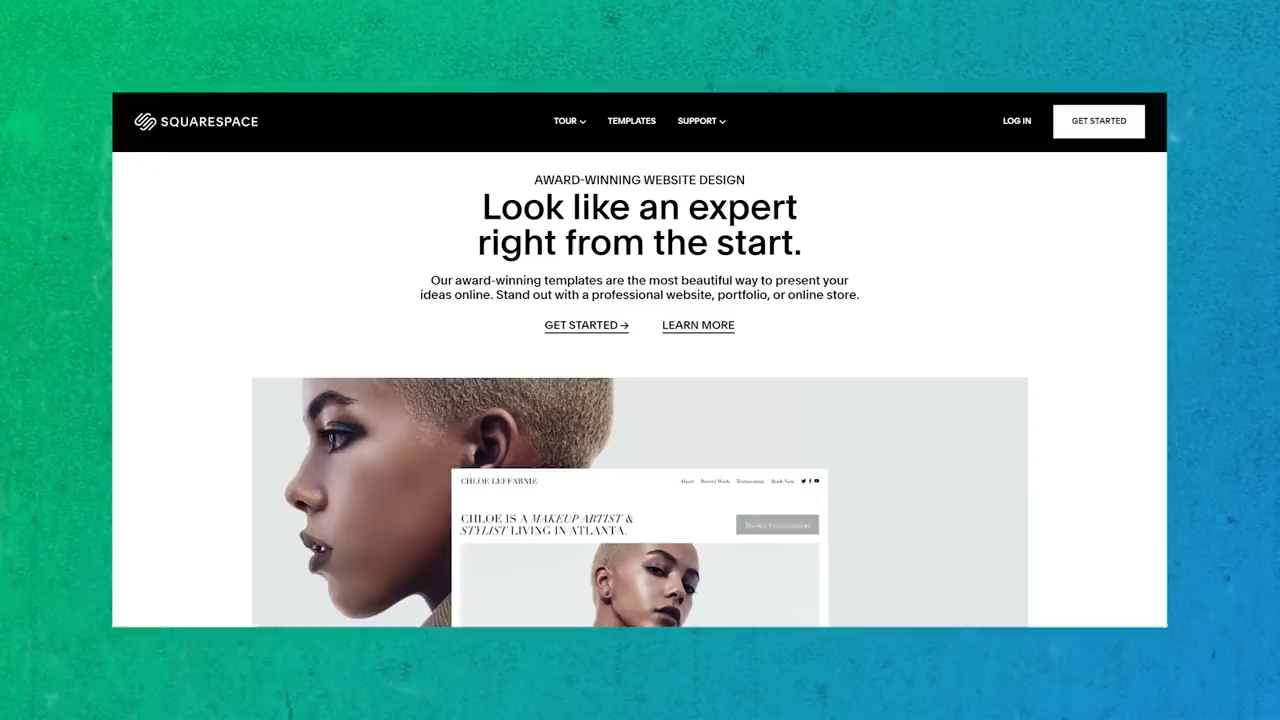 SQUARESPACE
TOUR
TEMPLATES
SUPPORT
LOG IN
GET STARTED
AWARD-WINNING WEBSITE DESIGN
Look like an expert
right from the start.
Our award-winning templates are the most beautiful way to present your
ideas online. Stand out with a professional website, portfolio, or online store.
GET STARTED →
LEARN MORE
CHLOE LEFFARNIE
About
Recent Work
Testimonials
Book Now
CHLOE IS A MAKEUP ARTIST &
STYLIST LIVING IN ATLANTA.